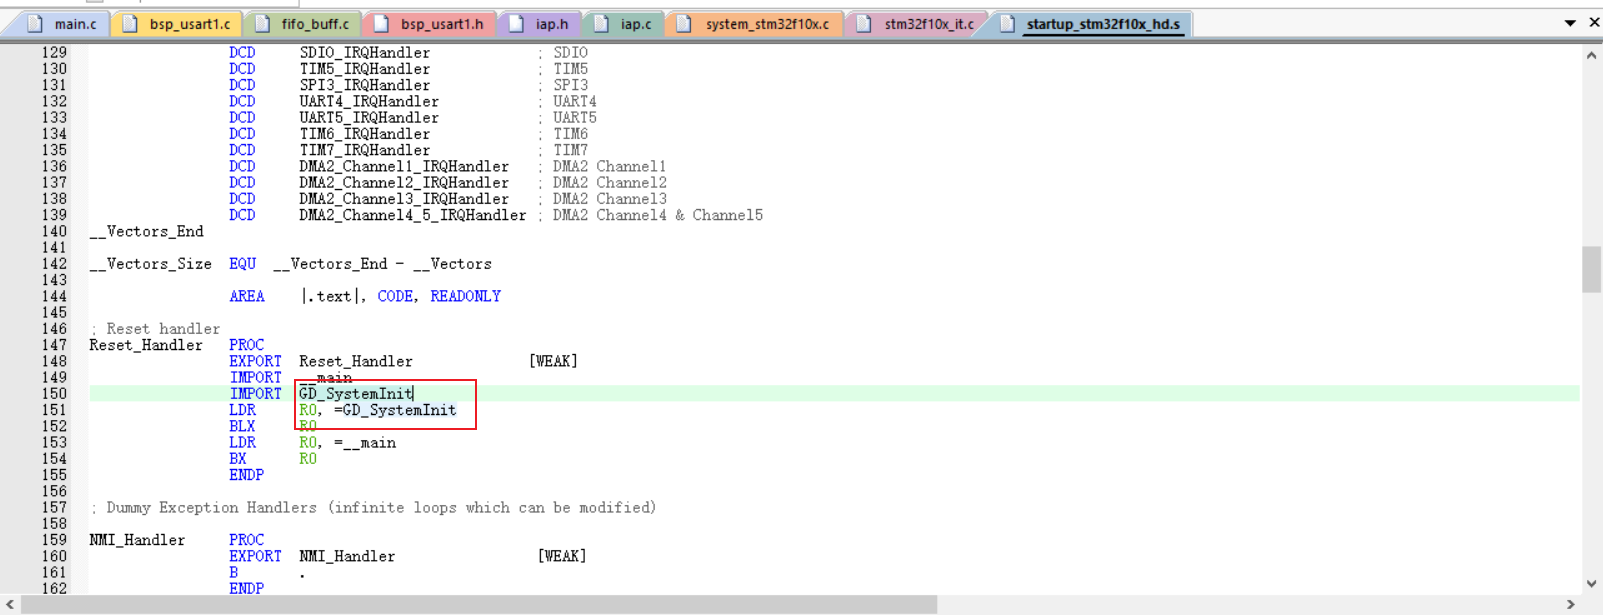 main.c bsp_usart1.c fifo_buff.c bsp_usart1.h iap.h iap.c system_stm32f10x.c stm32f10x_it.c startup_stm32f10x_hd.s
129 DCD SDIO_IRQHandler ; SDIO
130 DCD TIM5_IRQHandler ; TIM5
131 DCD SPI3_IRQHandler ; SPI3
132 DCD UART4_IRQHandler ; UART4
133 DCD UART5_IRQHandler ; UART5
134 DCD TIM6_IRQHandler ; TIM6
135 DCD TIM7_IRQHandler ; TIM7
136 DCD DMA2_Channel1_IRQHandler ; DMA2 Channel1
137 DCD DMA2_Channel2_IRQHandler ; DMA2 Channel2
138 DCD DMA2_Channel3_IRQHandler ; DMA2 Channel3
139 DCD DMA2_Channel4_5_IRQHandler ; DMA2 Channel4 & Channel5
140 __Vectors_End
141
142 __Vectors_Size EQU __Vectors_End - __Vectors
143
144 AREA |.text|, CODE, READONLY
145
146 ; Reset handler
147 Reset_Handler PROC
148 EXPORT Reset_Handler [WEAK]
149 IMPORT __main
150 IMPORT GD_SystemInit
151 LDR R0, =GD_SystemInit
152 BLX R0
153 LDR R0, =__main
154 BX R0
155 ENDP
156
157 ; Dummy Exception Handlers (infinite loops which can be modified)
158
159 NMI_Handler PROC
160 EXPORT NMI_Handler [WEAK]
161 B .
162 ENDP